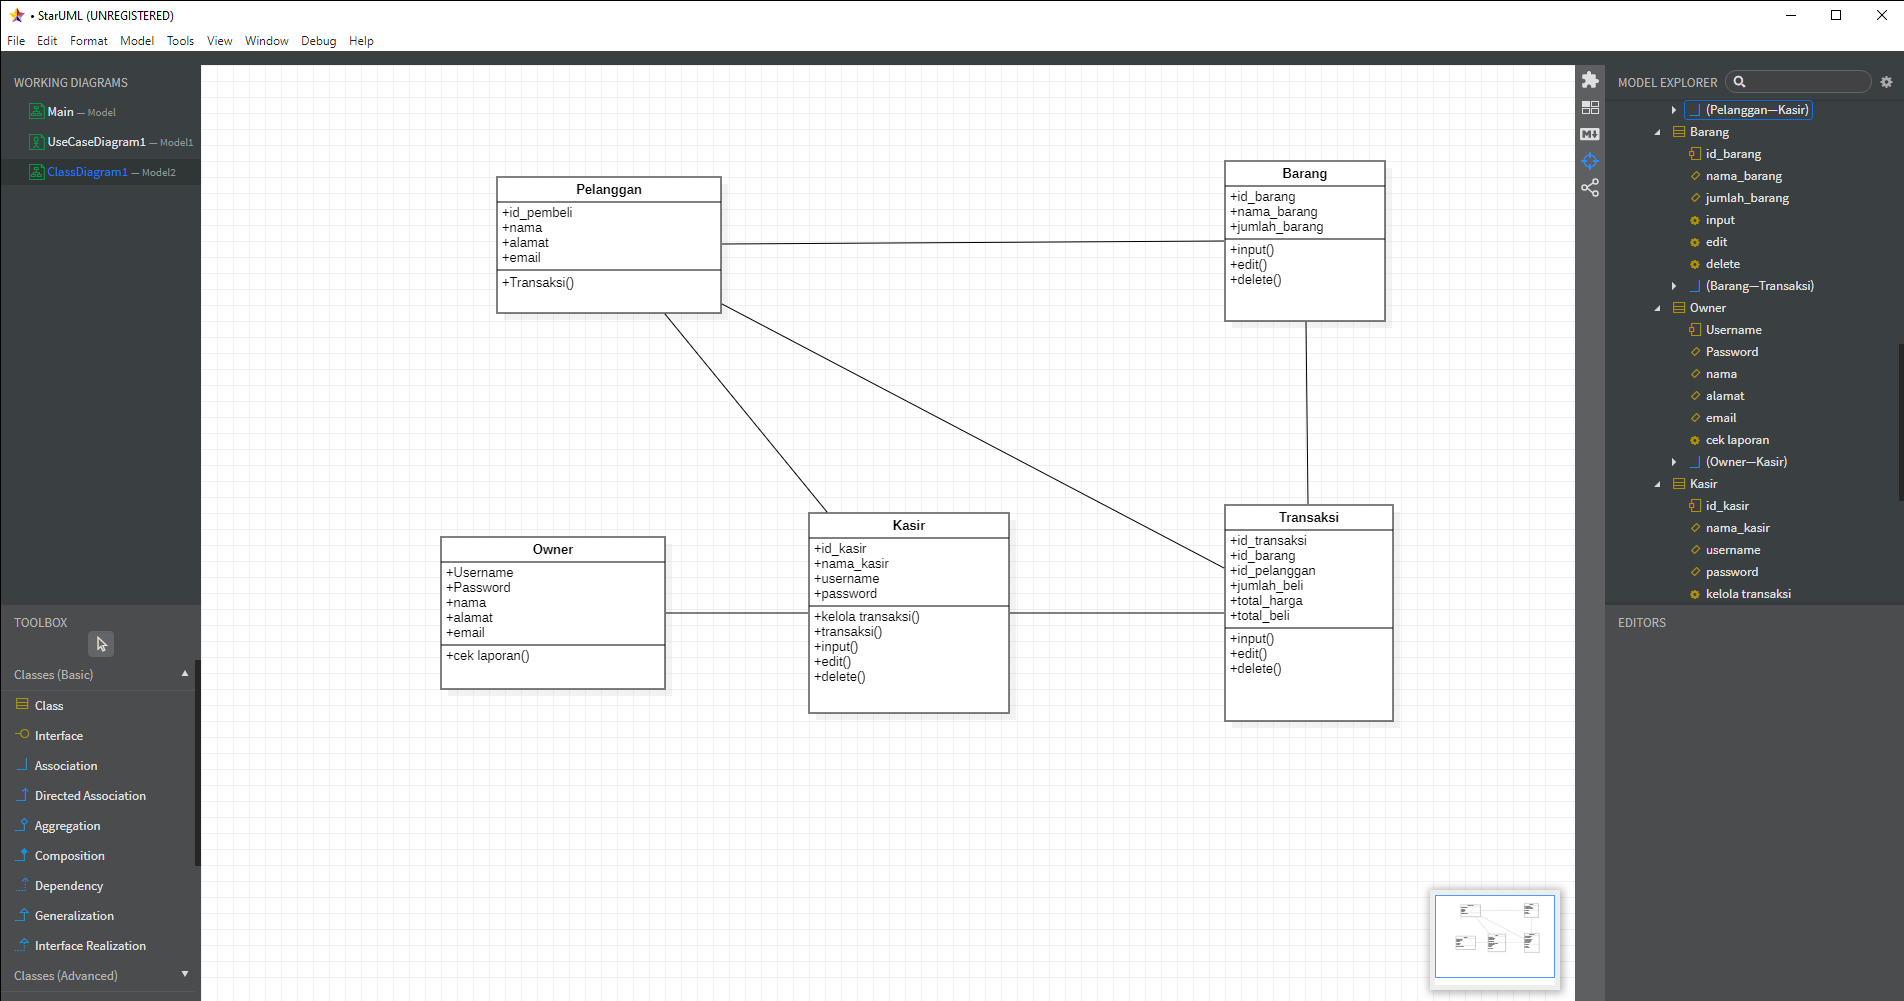 • StarUML (UNREGISTERED)
File Edit Format Model Tools View Window Debug Help
WORKING DIAGRAMS
Main — Model
UseCaseDiagram1 — Model1
ClassDiagram1 — Model2
TOOLBOX
Classes (Basic)
Class
Interface
Association
Directed Association
Aggregation
Composition
Dependency
Generalization
Interface Realization
Classes (Advanced)
Pelanggan
+id_pembeli
+nama
+alamat
+email
+Transaksi()
Barang
+id_barang
+nama_barang
+jumlah_barang
+input()
+edit()
+delete()
Owner
+Username
+Password
+nama
+alamat
+email
+cek laporan()
Kasir
+id_kasir
+nama_kasir
+username
+password
+kelola transaksi()
+transaksi()
+input()
+edit()
+delete()
Transaksi
+id_transaksi
+id_barang
+id_pelanggan
+jumlah_beli
+total_harga
+total_beli
+input()
+edit()
+delete()
M↓
MODEL EXPLORER
(Pelanggan—Kasir)
Barang
id_barang
nama_barang
jumlah_barang
input
edit
delete
(Barang—Transaksi)
Owner
Username
Password
nama
alamat
email
cek laporan
(Owner—Kasir)
Kasir
id_kasir
nama_kasir
username
password
kelola transaksi
EDITORS